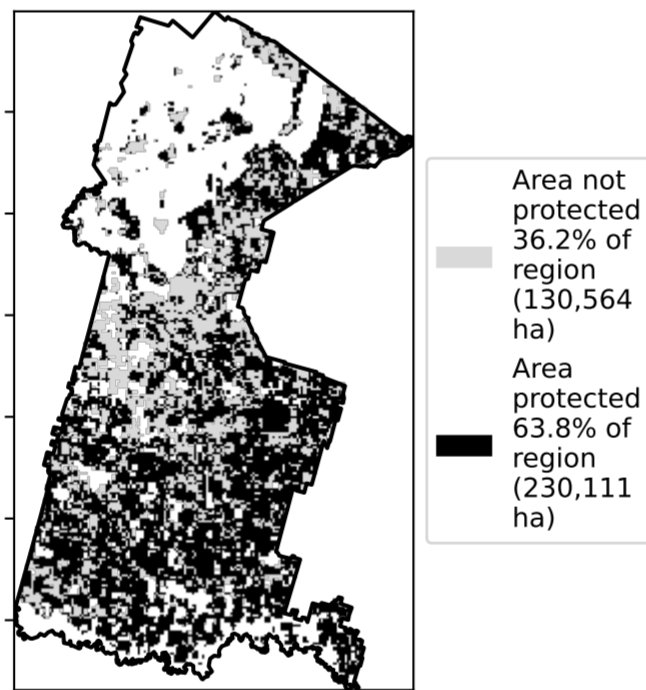 Area not
protected
36.2% of
region
(130,564
ha)
Area
protected
63.8% of
region
(230,111
ha)